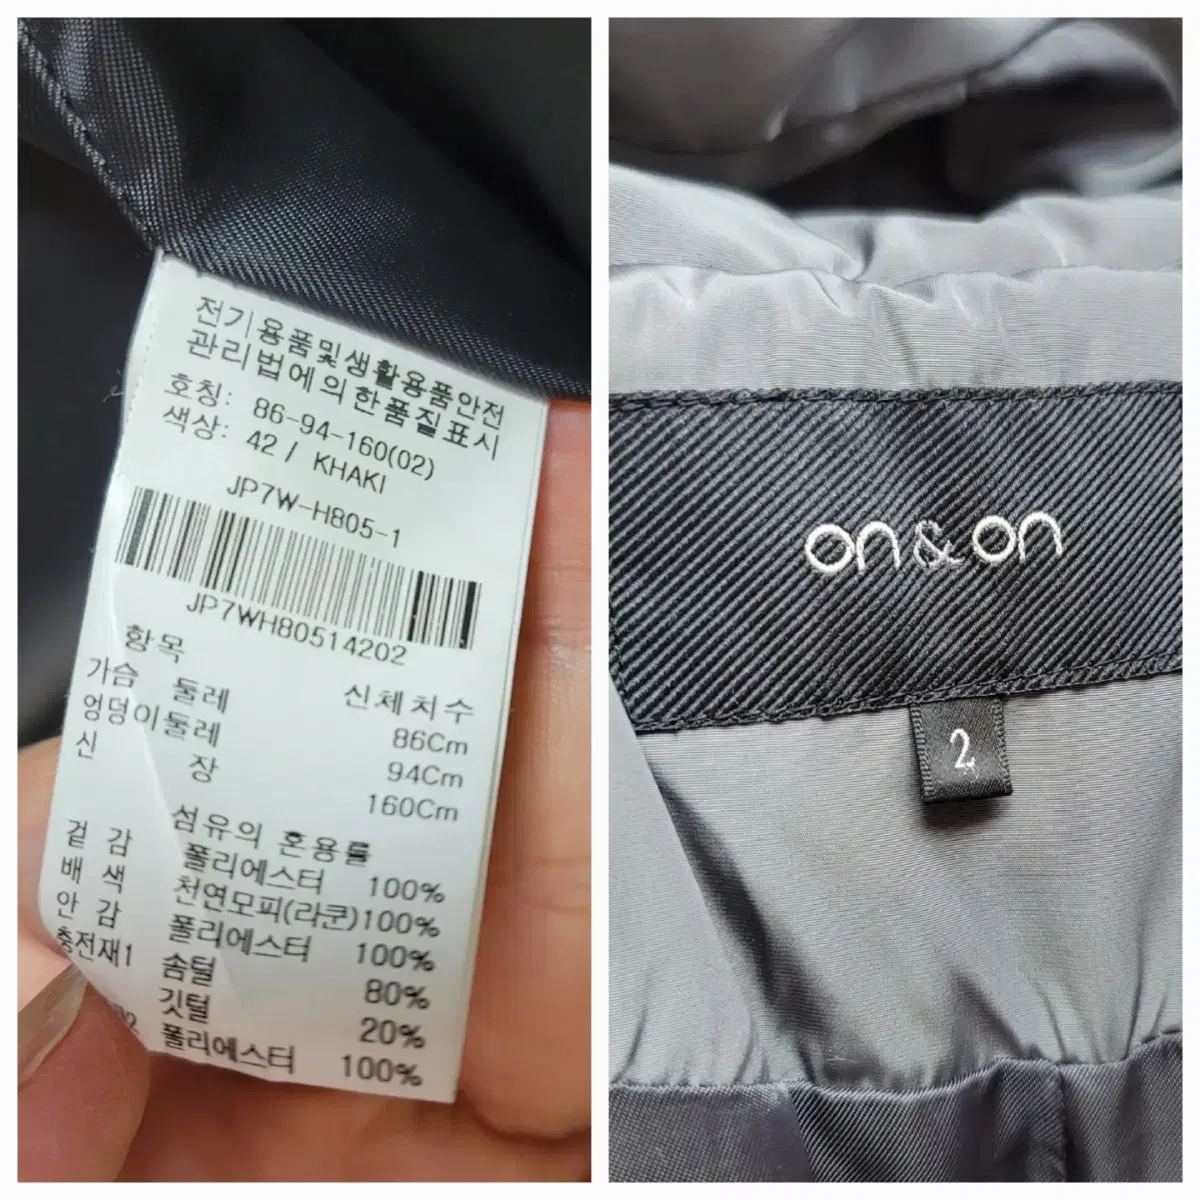 전기용품및생활용품안전
관리법에의한품질표시
호칭: 86-94-160(02)
색상: 42 / KHAKI
JP7W-H805-1
JP7WH80514202
항목 신체치수
가슴 둘레 86Cm
엉덩이둘레 94Cm
신 장 160Cm
섬유의 혼용률
겉 감 폴리에스터 100%
배 색 천연모피(라쿤)100%
안 감 폴리에스터 100%
충전재1 솜털 80%
깃털 20%
폴리에스터 100%
on&on
2